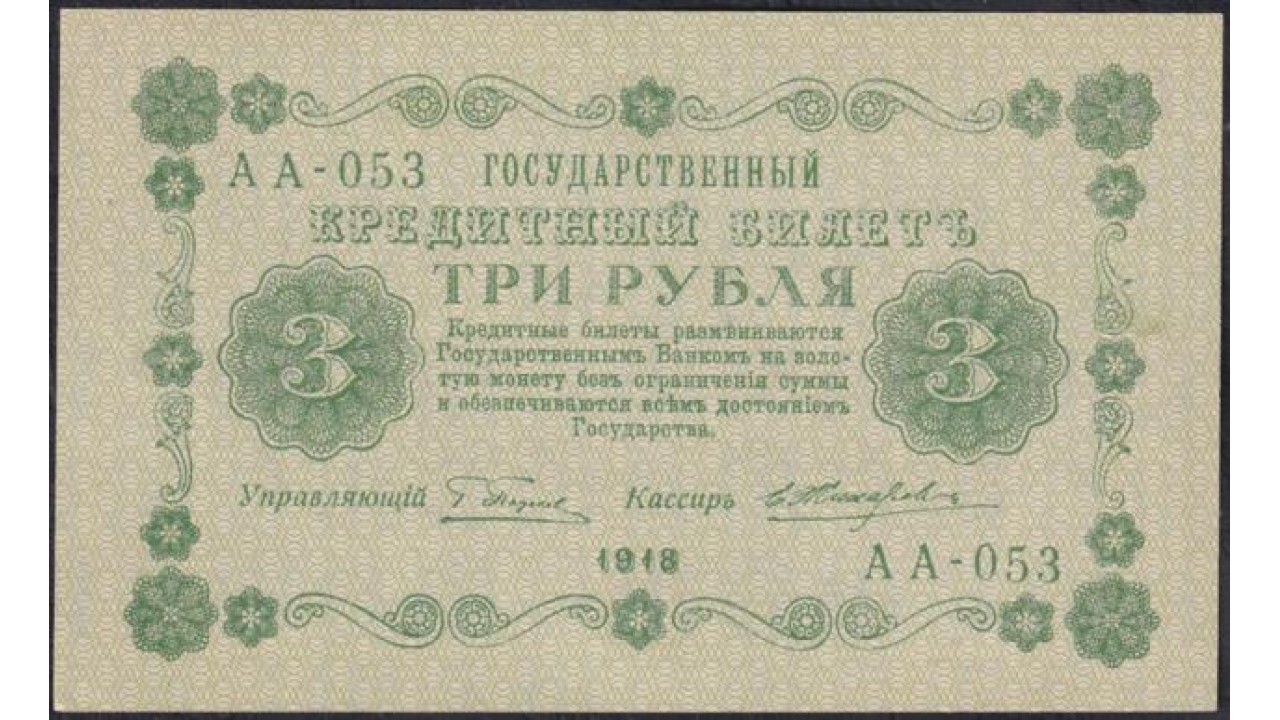 АА-053 ГОСУДАРСТВЕННЫЙ
КРЕДИТНЫЙ БИЛЕТЪ
ТРИ РУБЛЯ
3 3
Кредитные билеты размѣниваются
Государственнымъ Банкомъ на золо-
тую монету безъ ограниченія суммы
и обезпечиваются всѣмъ достояніемъ
Государства.
Управляющій Кассиръ
1918 АА-053